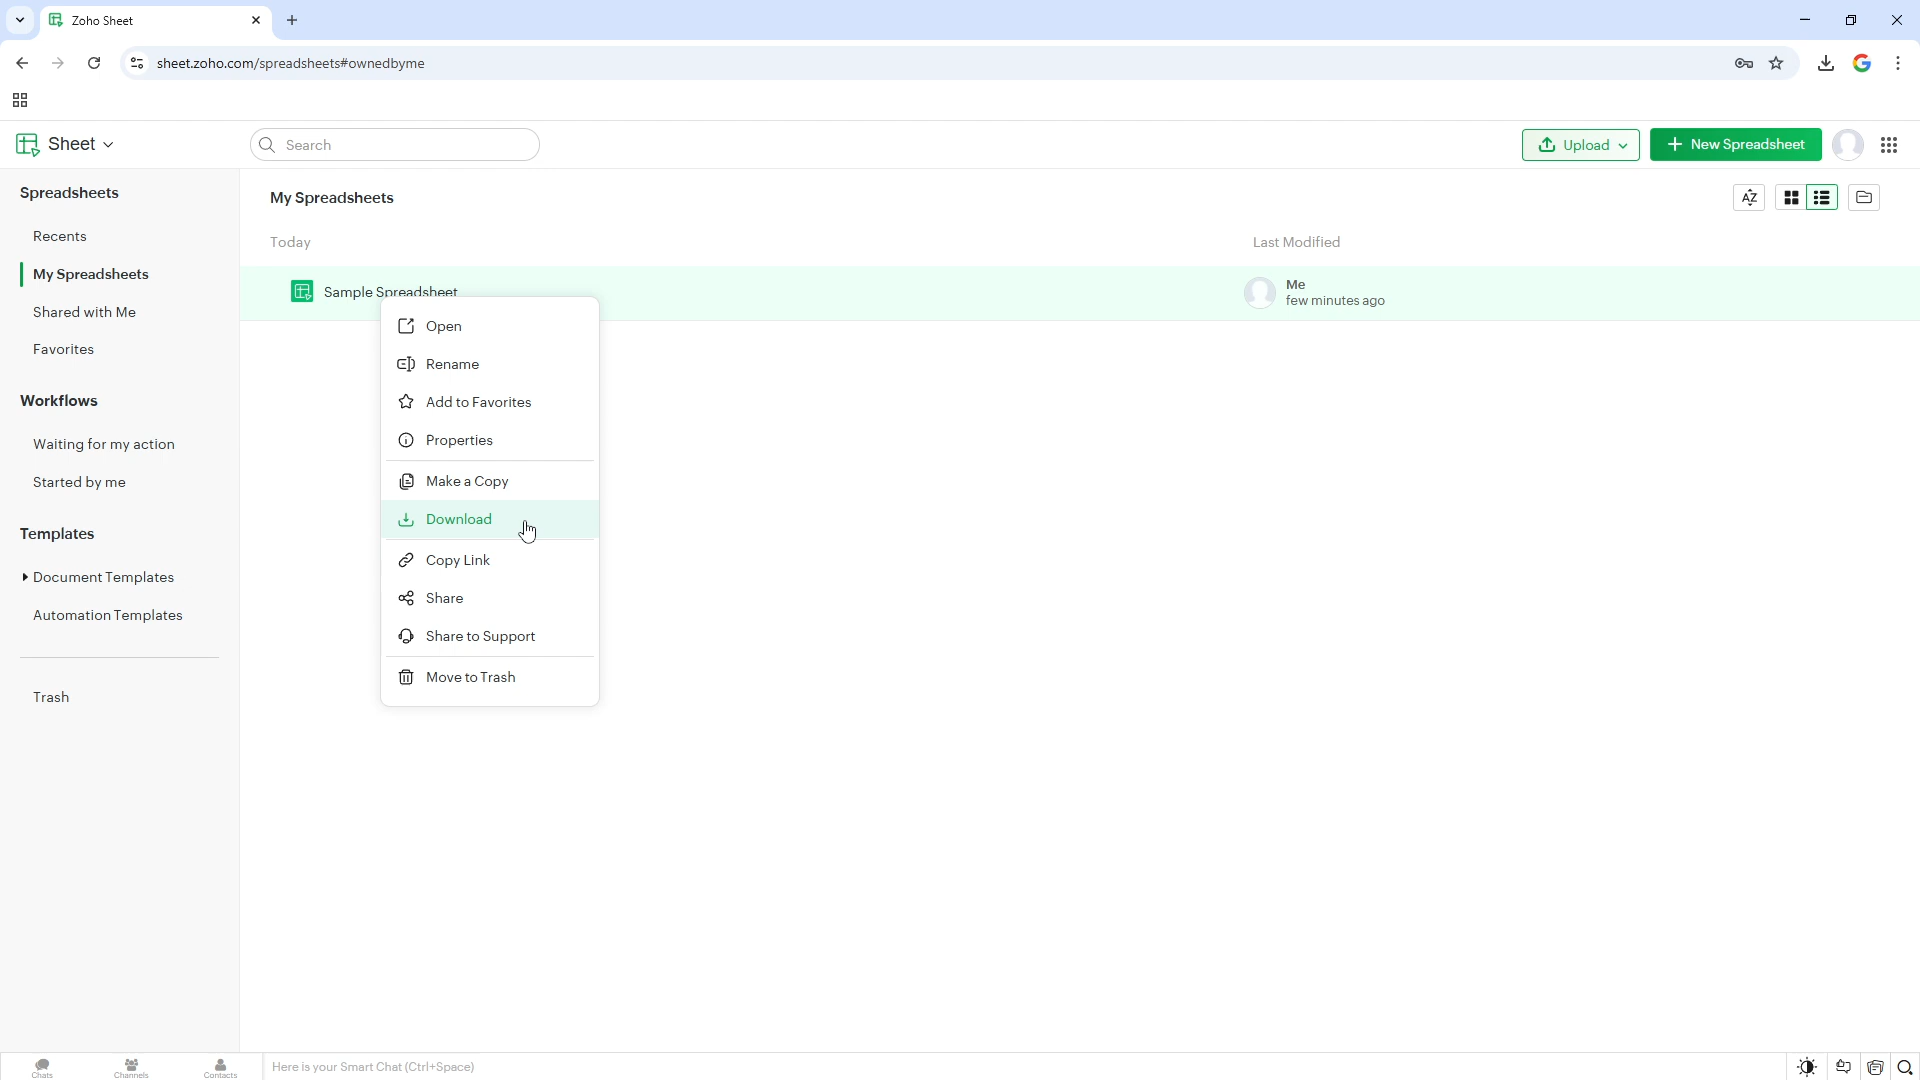 Zoho Sheet
sheet.zoho.com/spreadsheets#ownedbyme
Sheet
Search
Upload
New Spreadsheet
Spreadsheets
Recents
My Spreadsheets
Shared with Me
Favorites
Workflows
Waiting for my action
Started by me
Templates
Document Templates
Automation Templates
Trash
My Spreadsheets
AZ
Today
Last Modified
Sample Spreadsheet
Me
few minutes ago
Open
Rename
Add to Favorites
Properties
Make a Copy
Download
Copy Link
Share
Share to Support
Move to Trash
Chats
Channels
Contacts
Here is your Smart Chat (Ctrl+Space)